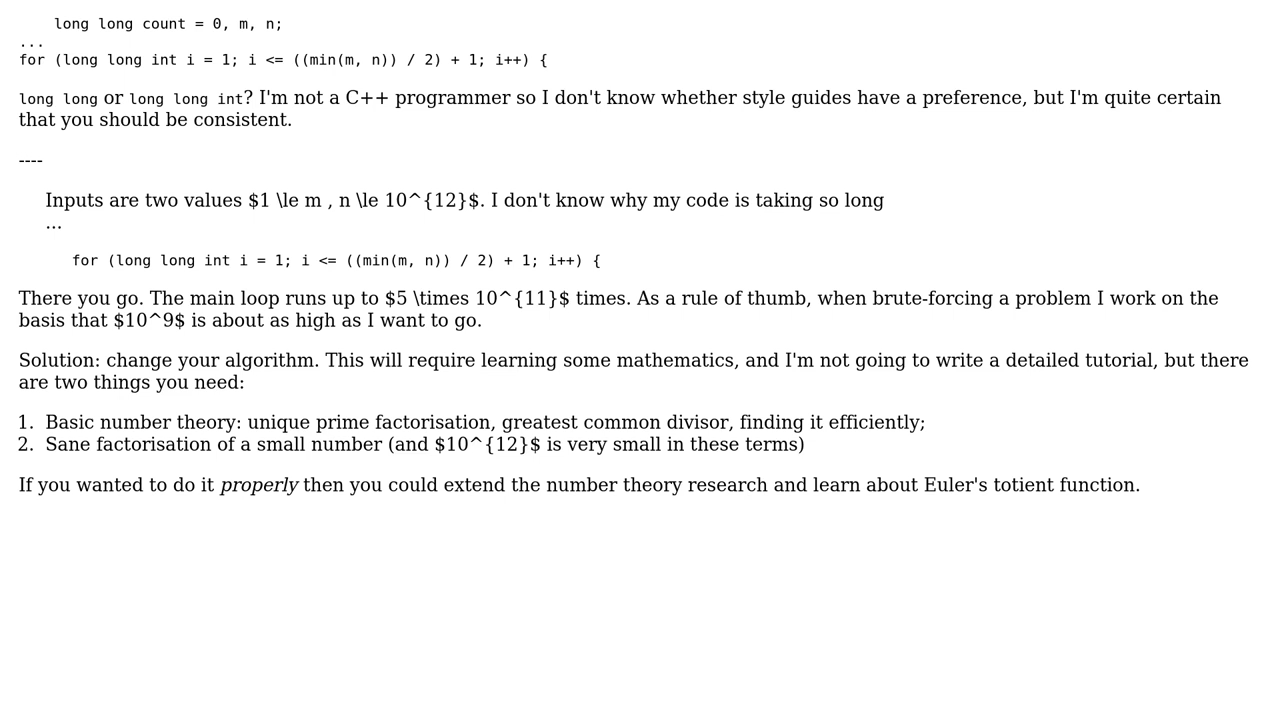 long long count = 0, m, n;
...
for (long long int i = 1; i <= ((min(m, n)) / 2) + 1; i++) {
long long or long long int? I'm not a C++ programmer so I don't know whether style guides have a preference, but I'm quite certain
that you should be consistent.
----
Inputs are two values $1 \le m , n \le 10^{12}$. I don't know why my code is taking so long
...
for (long long int i = 1; i <= ((min(m, n)) / 2) + 1; i++) {
There you go. The main loop runs up to $5 \times 10^{11}$ times. As a rule of thumb, when brute-forcing a problem I work on the
basis that $10^9$ is about as high as I want to go.
Solution: change your algorithm. This will require learning some mathematics, and I'm not going to write a detailed tutorial, but there
are two things you need:
1. Basic number theory: unique prime factorisation, greatest common divisor, finding it efficiently;
2. Sane factorisation of a small number (and $10^{12}$ is very small in these terms)
If you wanted to do it properly then you could extend the number theory research and learn about Euler's totient function.